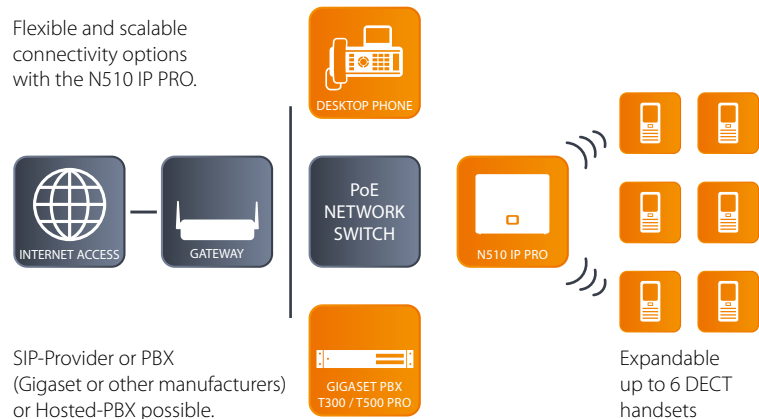 Flexible and scalable
connectivity options
with the N510 IP PRO.
DESKTOP PHONE
INTERNET ACCESS
GATEWAY
PoE
NETWORK
SWITCH
N510 IP PRO
SIP-Provider or PBX
(Gigaset or other manufacturers)
or Hosted-PBX possible.
GIGASET PBX
T300 / T500 PRO
Expandable
up to 6 DECT
handsets